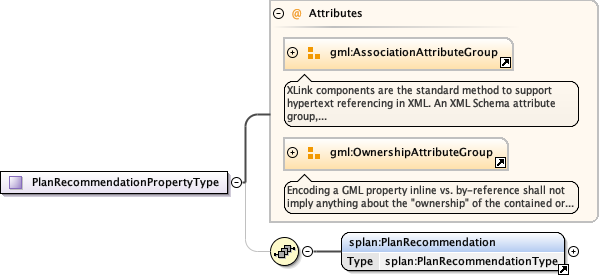 @ Attributes
gml:AssociationAttributeGroup
XLink components are the standard method to support
hypertext referencing in XML. An XML Schema attribute
group,...
gml:OwnershipAttributeGroup
Encoding a GML property inline vs. by-reference shall not
imply anything about the "ownership" of the contained or...
PlanRecommendationPropertyType
splan:PlanRecommendation
Type splan:PlanRecommendationType